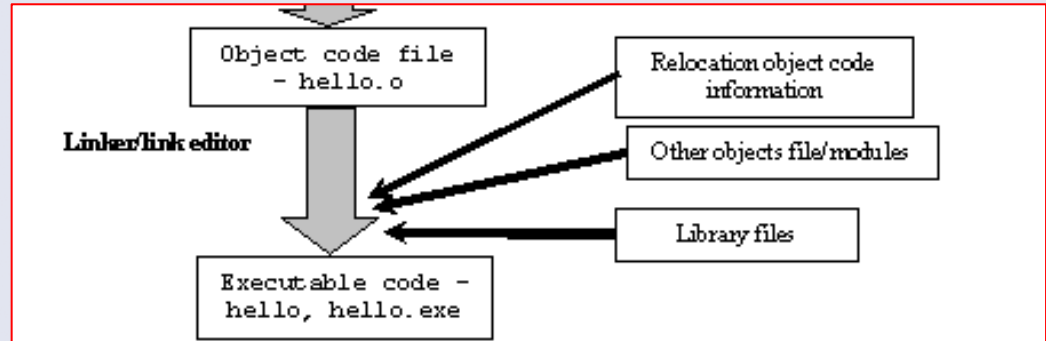 Object code file
– hello.o
Relocation object code
information
Linker/link editor
Other objects file/modules
Library files
Executable code –
hello, hello.exe